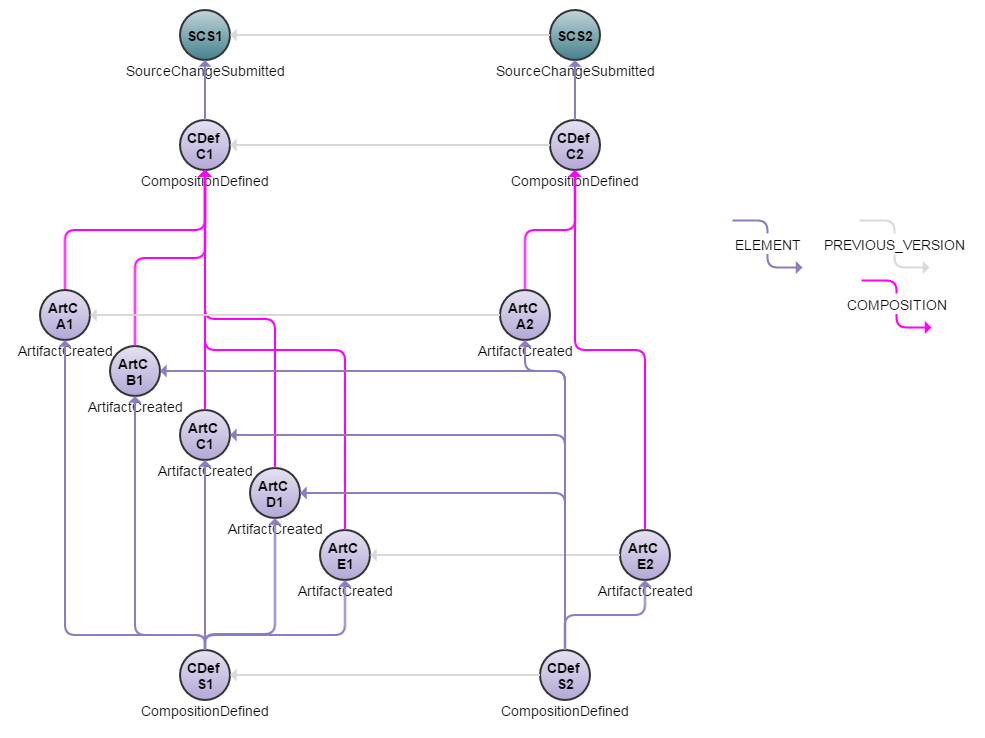 SCS1
SCS2
SourceChangeSubmitted
SourceChangeSubmitted
CDef
C1
CDef
C2
CompositionDefined
CompositionDefined
ELEMENT
PREVIOUS_VERSION
COMPOSITION
ArtC
A1
ArtC
A2
ArtifactCreated
ArtifactCreated
ArtC
B1
ArtifactCreated
ArtC
C1
ArtifactCreated
ArtC
D1
ArtifactCreated
ArtC
E1
ArtC
E2
ArtifactCreated
ArtifactCreated
CDef
S1
CDef
S2
CompositionDefined
CompositionDefined